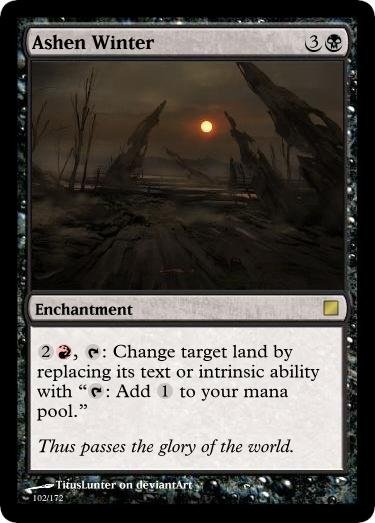 Ashen Winter 3
Enchantment
2, : Change target land by
replacing its text or intrinsic ability
with “: Add 1 to your mana
pool.”
Thus passes the glory of the world.
TitusLunter on deviantArt
102/172